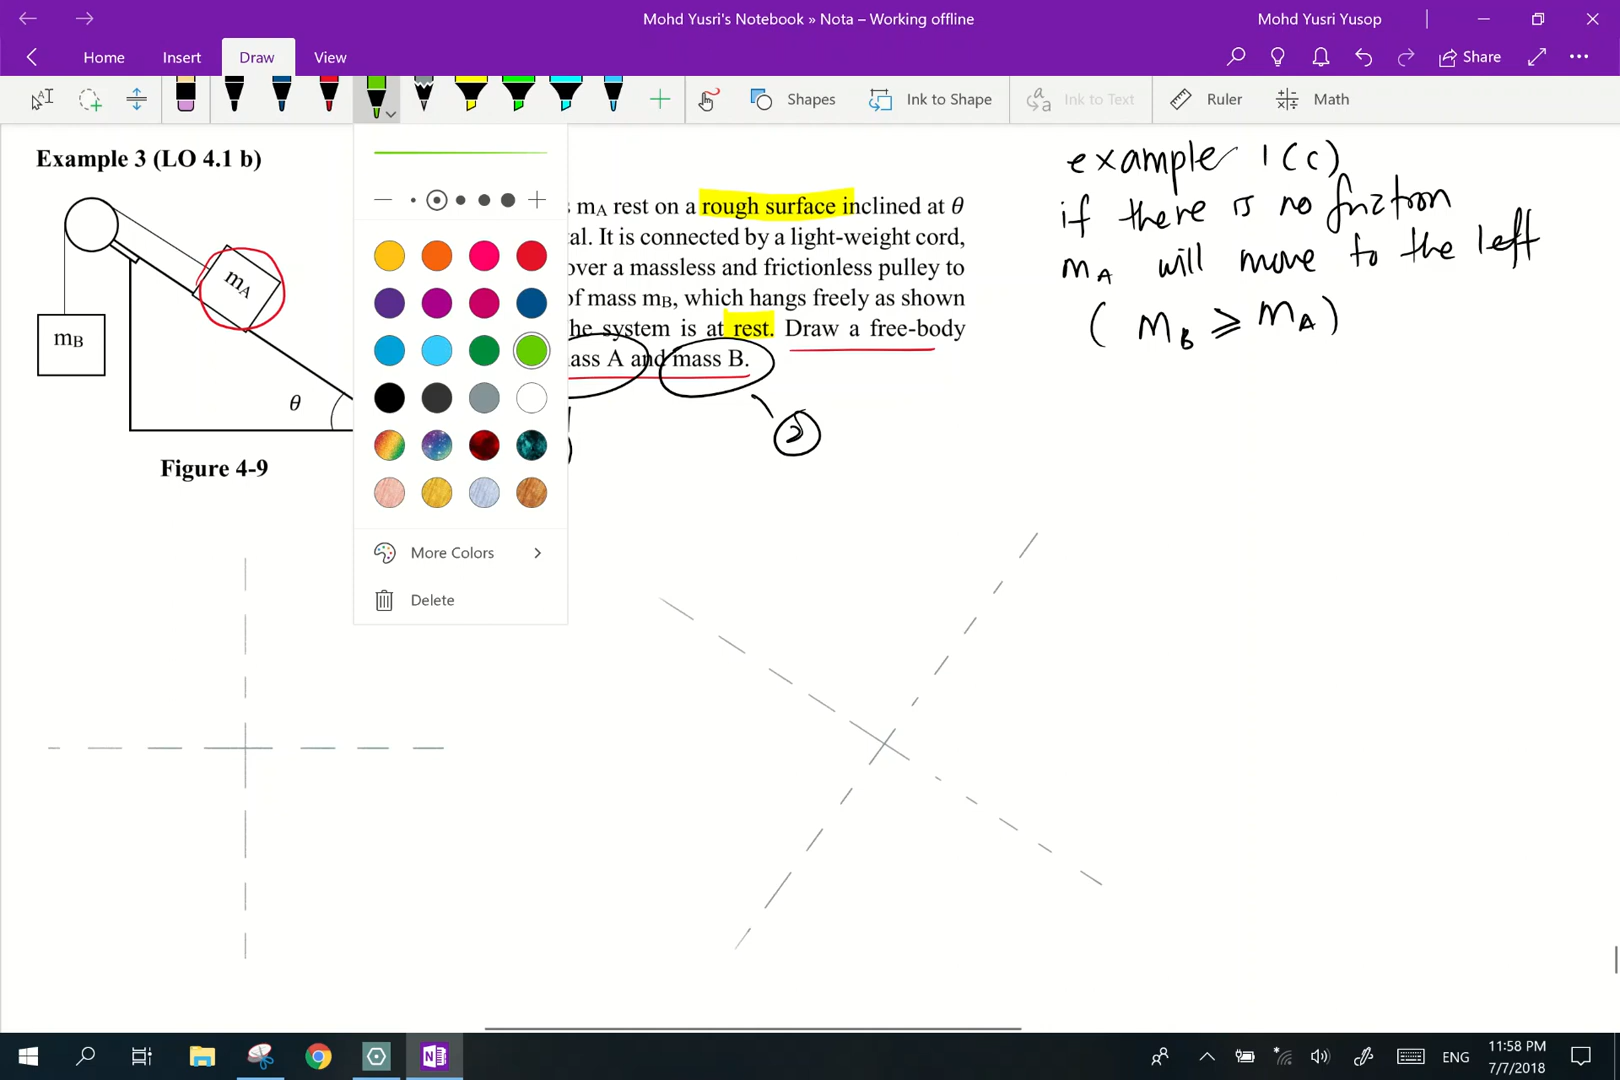 Mohd Yusri's Notebook » Nota – Working offline
Mohd Yusri Yusop
Home Insert Draw View
Share
Shapes Ink to Shape Ink to Text Ruler Math
Example 3 (LO 4.1 b)
mA
mB
θ
Figure 4-9
mA rest on a rough surface inclined at θ
tal. It is connected by a light-weight cord,
over a massless and frictionless pulley to
of mass mB, which hangs freely as shown
he system is at rest. Draw a free-body
ass A and mass B.
2
More Colors
Delete
example 1(c)
if there is no friction
mA will move to the left
( mB ⩾ mA )
ENG
11:58 PM
7/7/2018